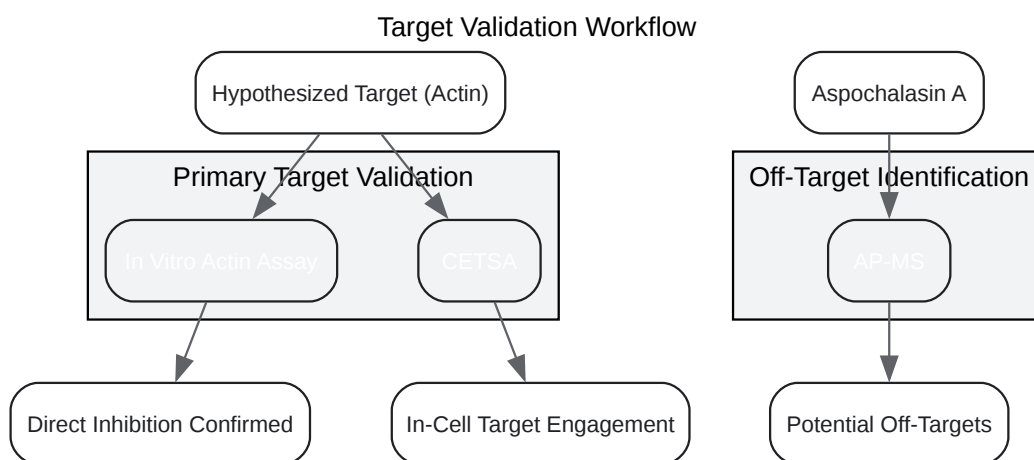 Target Validation Workflow
Hypothesized Target (Actin)
Aspochalasin A
Primary Target Validation
Off-Target Identification
In Vitro Actin Assay
CETSA
AP-MS
Direct Inhibition Confirmed
In-Cell Target Engagement
Potential Off-Targets